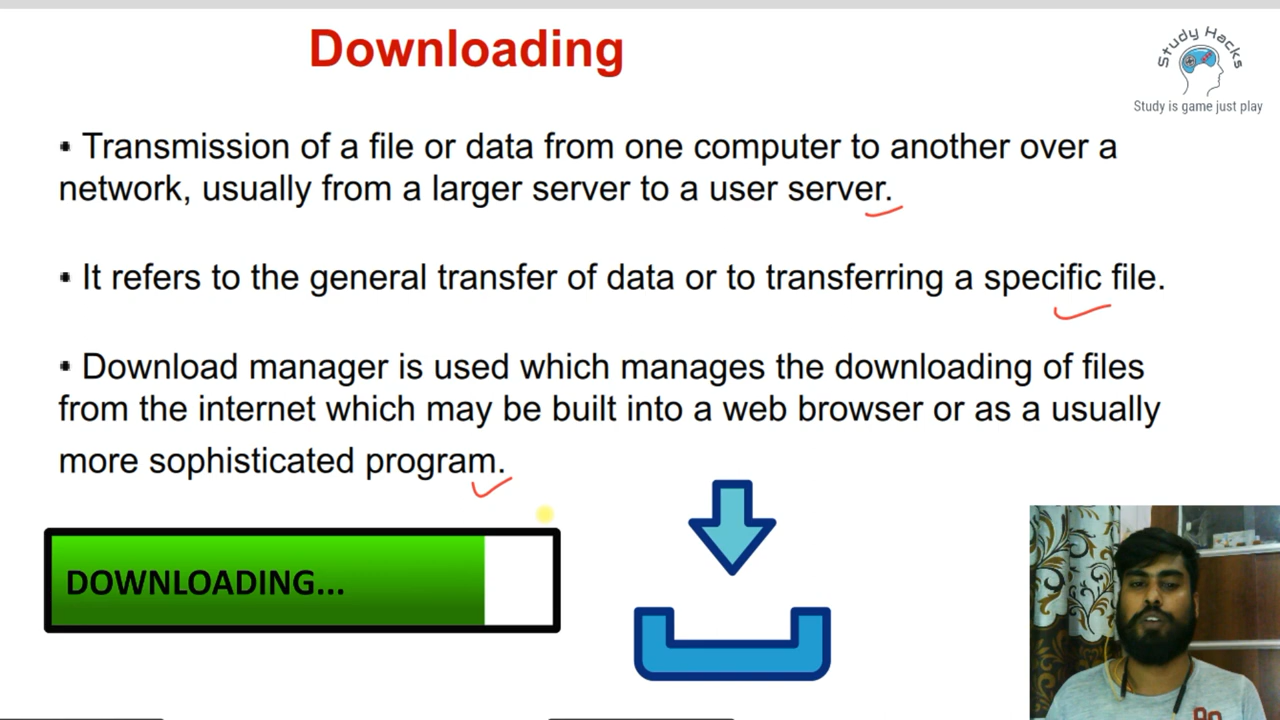 Downloading
Study Hacks
Study is game just play
• Transmission of a file or data from one computer to another over a
network, usually from a larger server to a user server.
• It refers to the general transfer of data or to transferring a specific file.
• Download manager is used which manages the downloading of files
from the internet which may be built into a web browser or as a usually
more sophisticated program.
DOWNLOADING...